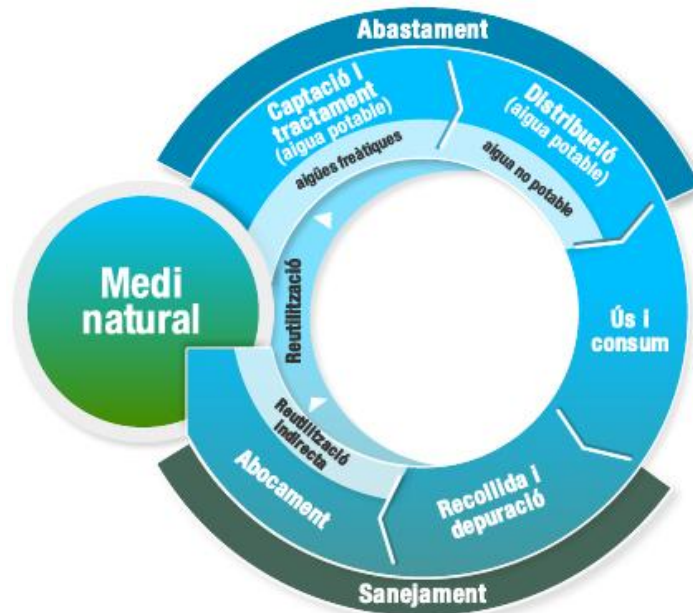 Abastament
Captació i
tractament
(aigua potable)
aigües freàtiques
Distribució
(aigua potable)
aigua no potable
Medi
natural
Reutilització
Ús i
consum
Reutilització
indirecta
Abocament
Recollida i
depuració
Sanejament